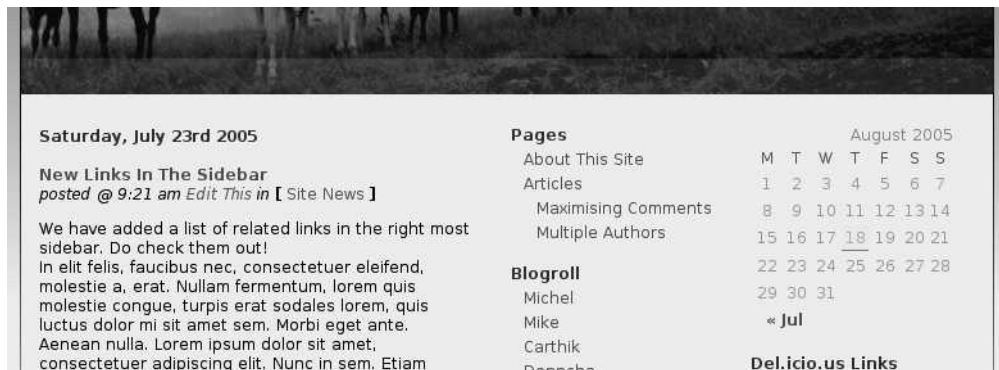 Saturday, July 23rd 2005
New Links In The Sidebar
posted @ 9:21 am Edit This in [ Site News ]
We have added a list of related links in the right most
sidebar. Do check them out!
In elit felis, faucibus nec, consectetuer eleifend,
molestie a, erat. Nullam fermentum, lorem quis
molestie congue, turpis erat sodales lorem, quis
luctus dolor mi sit amet sem. Morbi eget ante.
Aenean nulla. Lorem ipsum dolor sit amet,
consectetuer adipiscing elit. Nunc in sem. Etiam
Pages
About This Site
Articles
Maximising Comments
Multiple Authors
Blogroll
Michel
Mike
Carthik
August 2005
M T W T F S S
1 2 3 4 5 6 7
8 9 10 11 12 13 14
15 16 17 18 19 20 21
22 23 24 25 26 27 28
29 30 31
« Jul
Del.icio.us Links